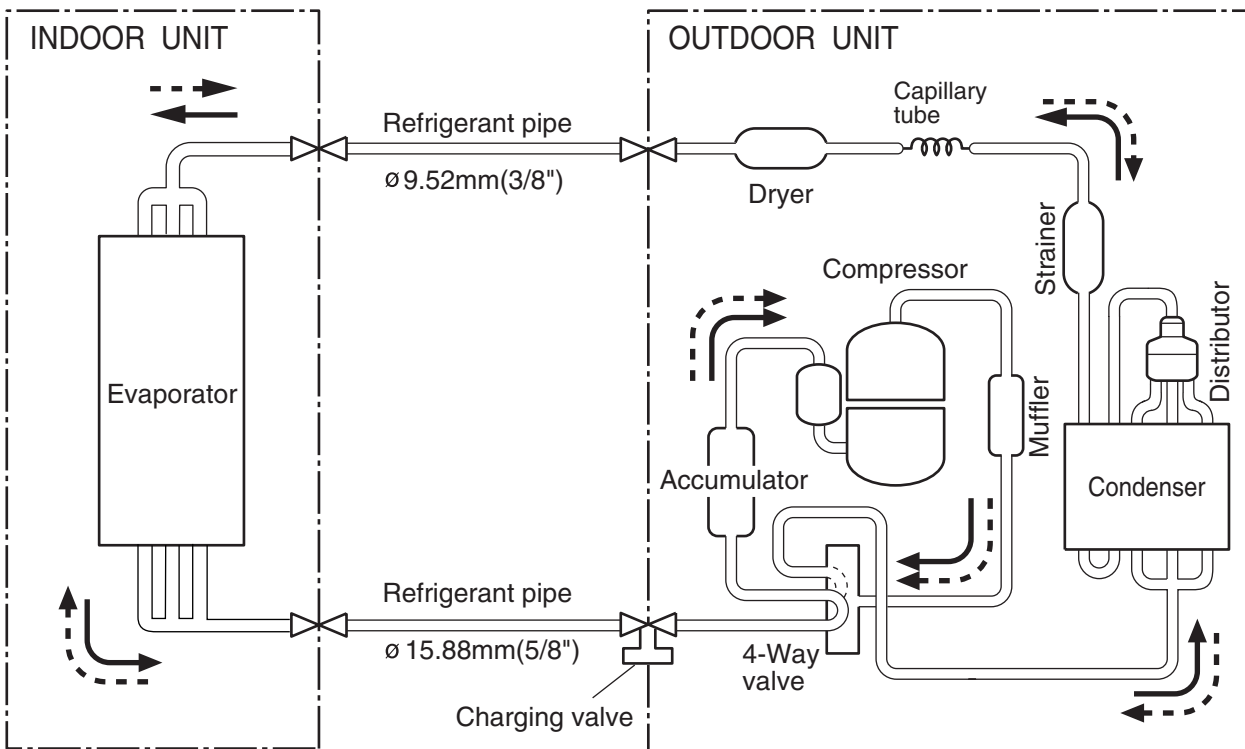 INDOOR UNIT
OUTDOOR UNIT
Capillary
tube
Refrigerant pipe
ø 9.52mm(3/8")
Dryer
Strainer
Compressor
Distributor
Evaporator
Muffler
Accumulator
Condenser
Refrigerant pipe
ø 15.88mm(5/8")
4-Way
valve
Charging valve